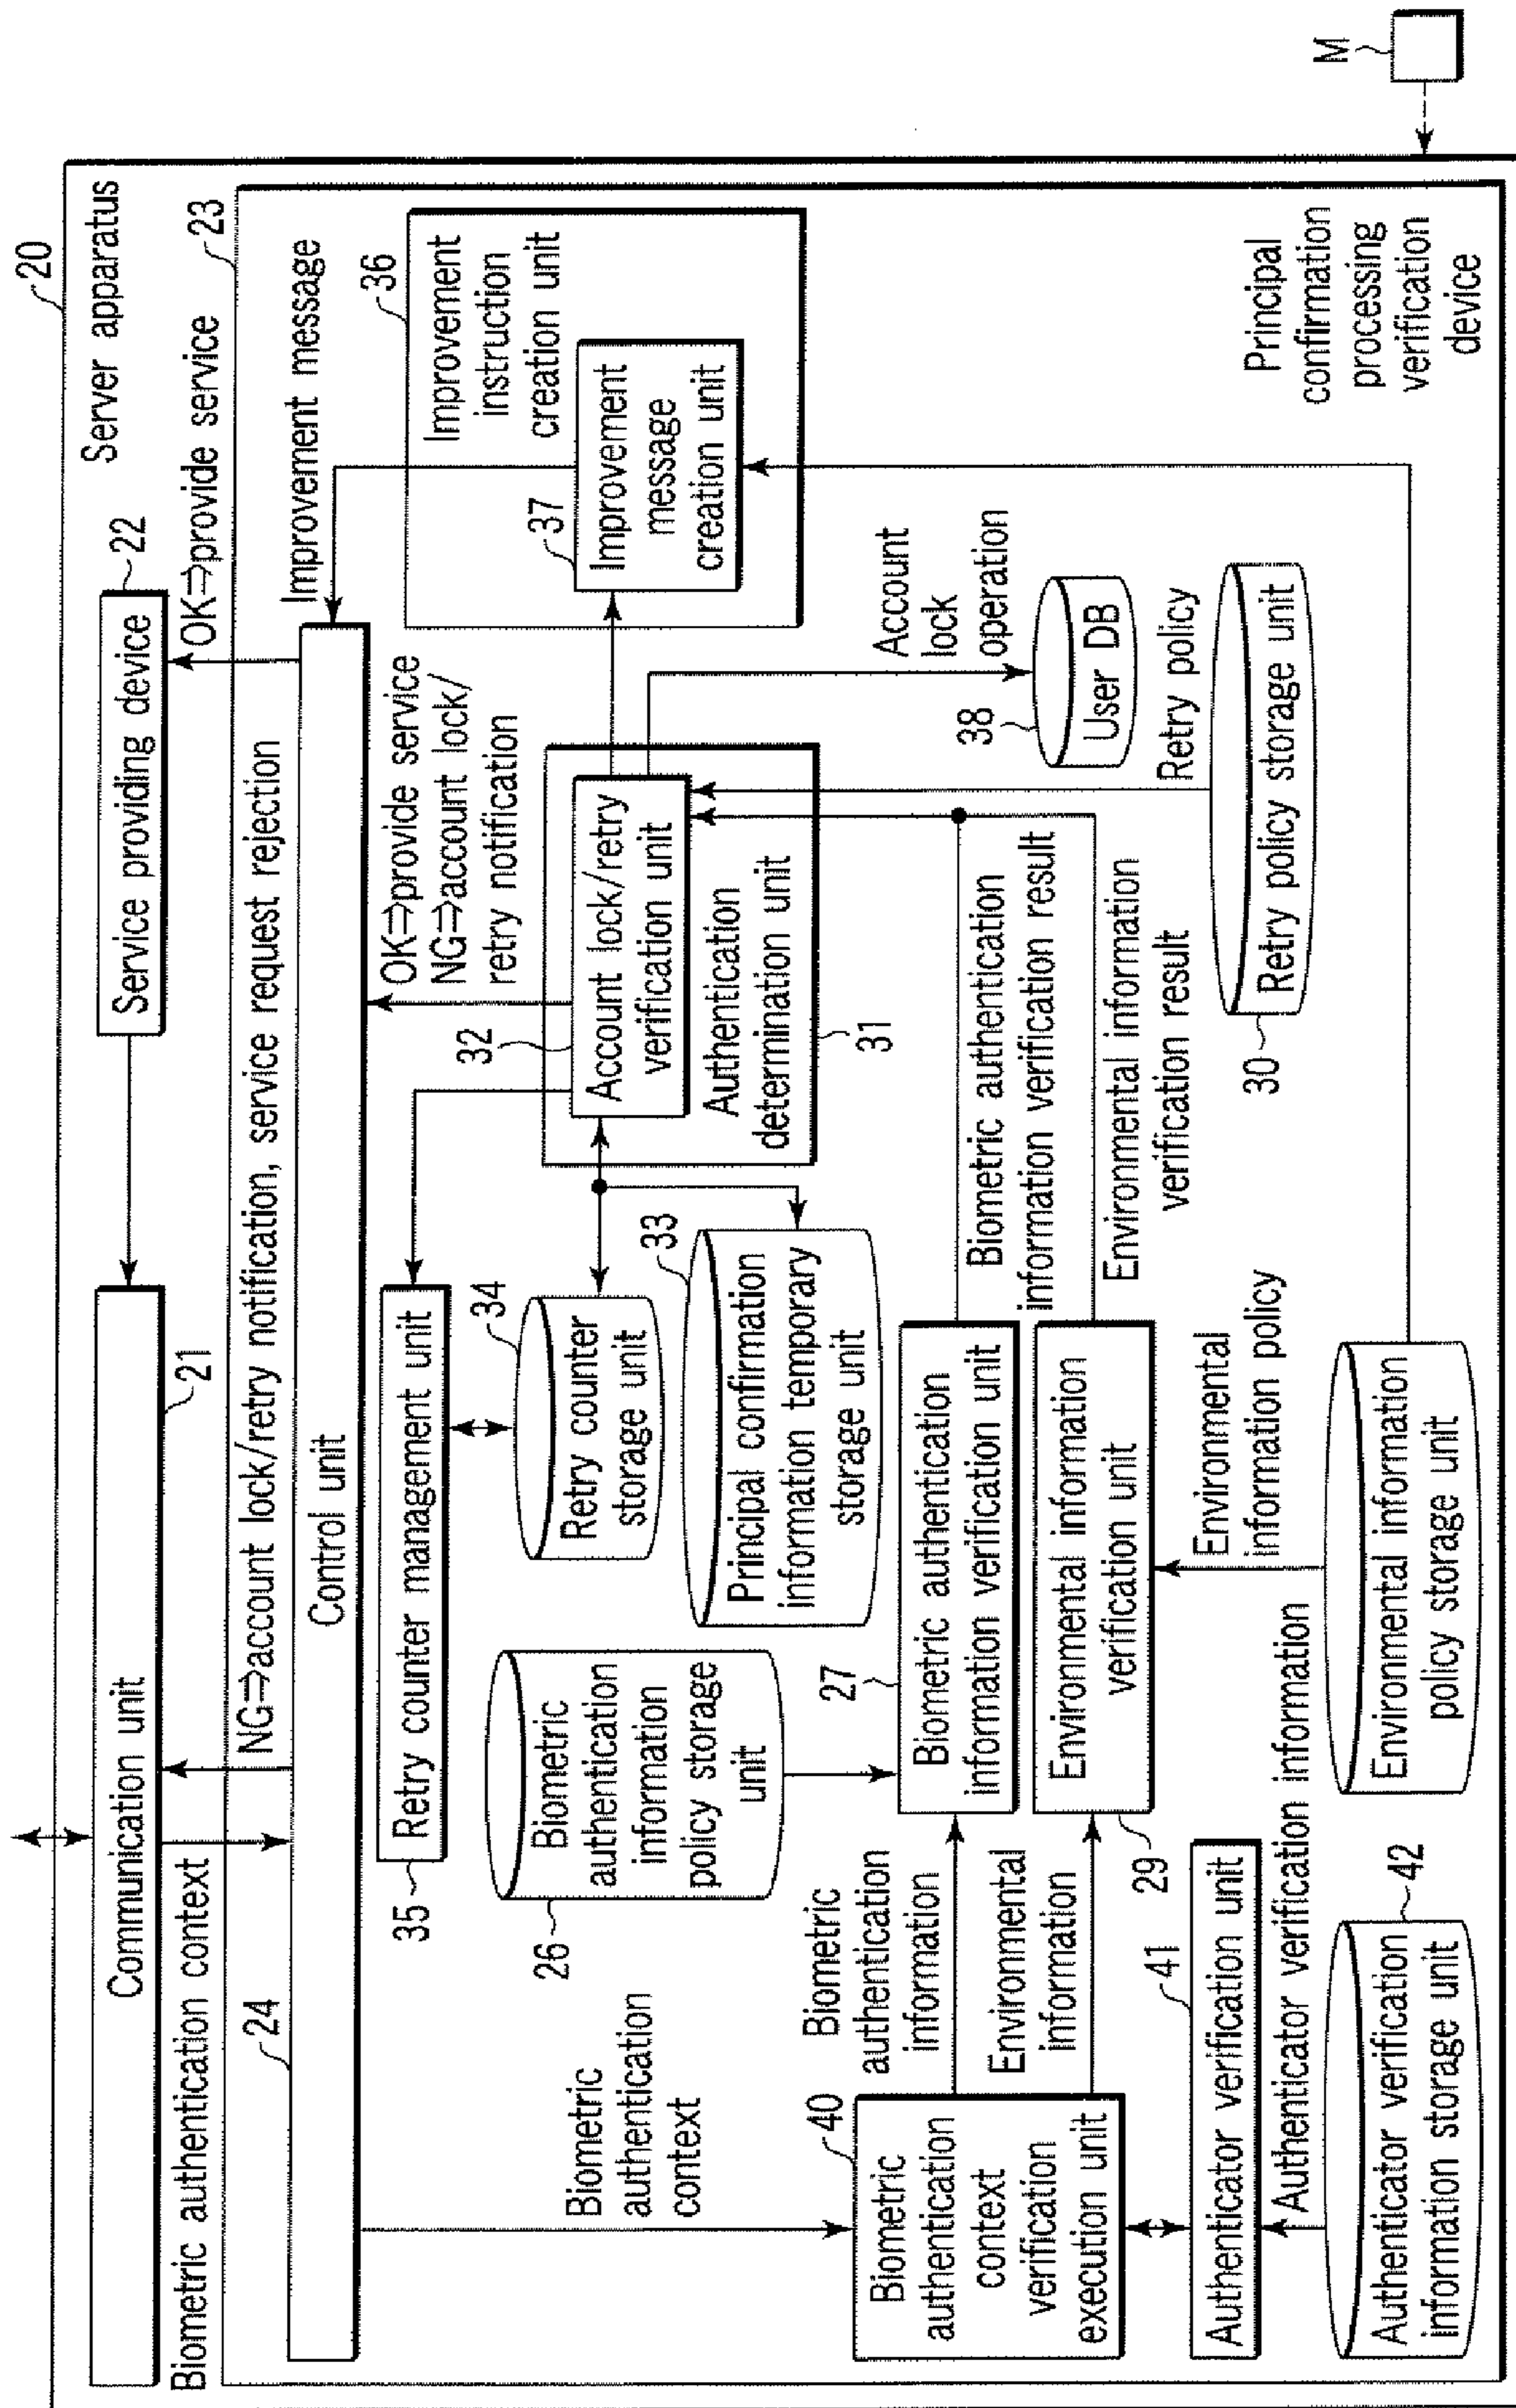 20
Server apparatus
Communication unit
21
Service providing device
22
OK⇒provide service
23
Biometric authentication context
NG⇒account lock/retry notification, service request rejection
Improvement message
24
Control unit
35
Retry counter management unit
OK⇒provide service
NG⇒account lock/
retry notification
36
Improvement
instruction
creation unit
37
Improvement
message
creation unit
Biometric
authentication
context
26
Biometric
authentication
information
policy storage
unit
34
Retry counter
storage unit
33
Principal confirmation
information temporary
storage unit
32
Account lock/retry
verification unit
Authentication
determination unit
31
Account
lock
operation
38
User DB
40
Biometric
authentication
context
verification
execution unit
Biometric
authentication
information
27
Biometric authentication
information verification unit
Biometric authentication
information verification result
Environmental
information
29
Environmental information
verification unit
Environmental information
verification result
Retry policy
30
Retry policy storage unit
41
Authenticator verification unit
Authenticator verification information
42
Authenticator verification
information storage unit
Environmental
information policy
Environmental information
policy storage unit
Principal
confirmation
processing
verification
device
M